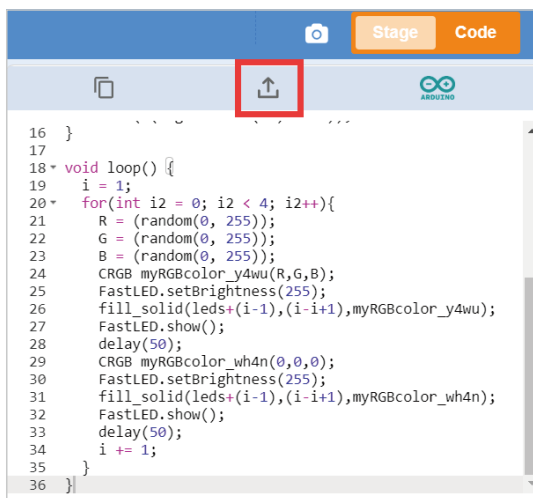 Stage Code
ARDUINO
16 }
17
18 void loop() {
19 i = 1;
20 for(int i2 = 0; i2 < 4; i2++){
21 R = (random(0, 255));
22 G = (random(0, 255));
23 B = (random(0, 255));
24 CRGB myRGBcolor_y4wu(R,G,B);
25 FastLED.setBrightness(255);
26 fill_solid(leds+(i-1),(i-i+1),myRGBcolor_y4wu);
27 FastLED.show();
28 delay(50);
29 CRGB myRGBcolor_wh4n(0,0,0);
30 FastLED.setBrightness(255);
31 fill_solid(leds+(i-1),(i-i+1),myRGBcolor_wh4n);
32 FastLED.show();
33 delay(50);
34 i += 1;
35 }
36 }